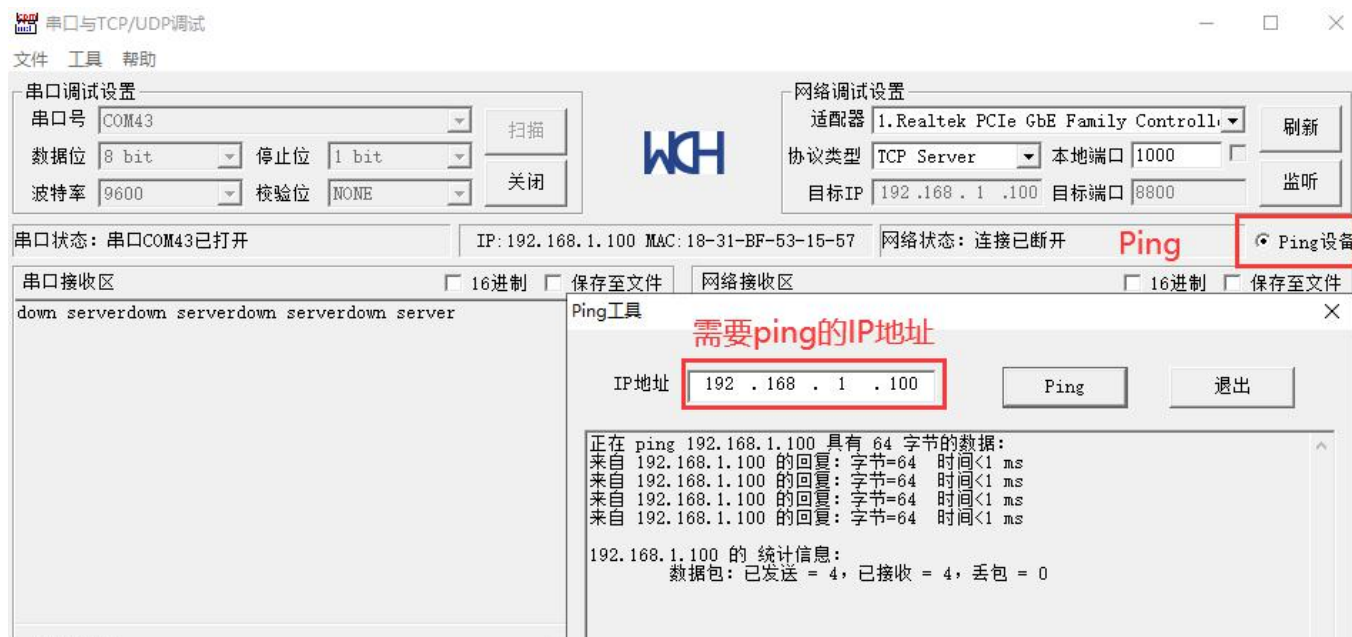 串口与TCP/UDP调试
文件 工具 帮助
串口调试设置
串口号 COM43 扫描
数据位 8 bit 停止位 1 bit
波特率 9600 校验位 NONE 关闭
WCH
网络调试设置
适配器 1.Realtek PCIe GbE Family Controll 刷新
协议类型 TCP Server 本地端口 1000
目标IP 192 .168 . 1 .100 目标端口 8800 监听
串口状态: 串口COM43已打开 IP:192.168.1.100 MAC:18-31-BF-53-15-57 网络状态: 连接已断开 Ping Ping设备
串口接收区 16进制 保存至文件 网络接收区 16进制 保存至文件
down serverdown serverdown serverdown server
Ping工具
需要ping的IP地址
IP地址 192 . 168 . 1 . 100 Ping 退出
正在 ping 192.168.1.100 具有 64 字节的数据:
来自 192.168.1.100 的回复: 字节=64 时间<1 ms
来自 192.168.1.100 的回复: 字节=64 时间<1 ms
来自 192.168.1.100 的回复: 字节=64 时间<1 ms
来自 192.168.1.100 的回复: 字节=64 时间<1 ms
192.168.1.100 的 统计信息:
数据包: 已发送 = 4, 已接收 = 4, 丢包 = 0